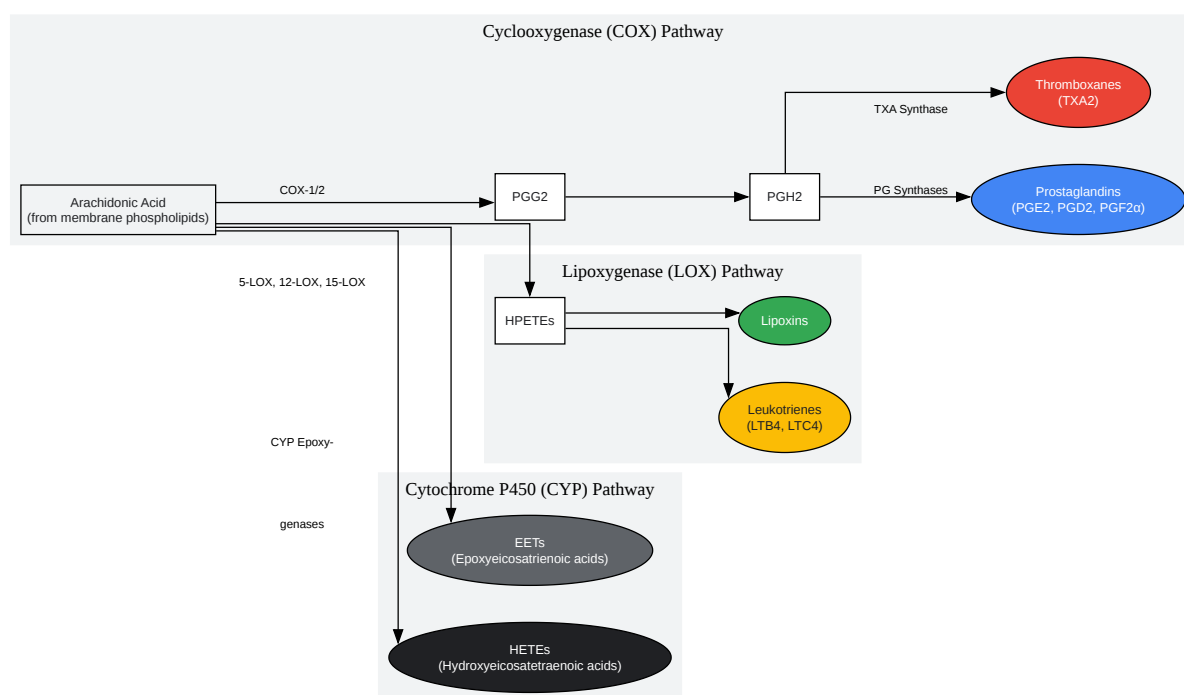 Cyclooxygenase (COX) Pathway
Thromboxanes
(TXA2)
TXA Synthase
COX-1/2
Arachidonic Acid
(from membrane phospholipids)
PGG2
PGH2
PG Synthases
Prostaglandins
(PGE2, PGD2, PGF2α)
Lipoxygenase (LOX) Pathway
5-LOX, 12-LOX, 15-LOX
HPETEs
Lipoxins
Leukotrienes
(LTB4, LTC4)
CYP Epoxy-
genases
Cytochrome P450 (CYP) Pathway
EETs
(Epoxyeicosatrienoic acids)
HETEs
(Hydroxyeicosatetraenoic acids)